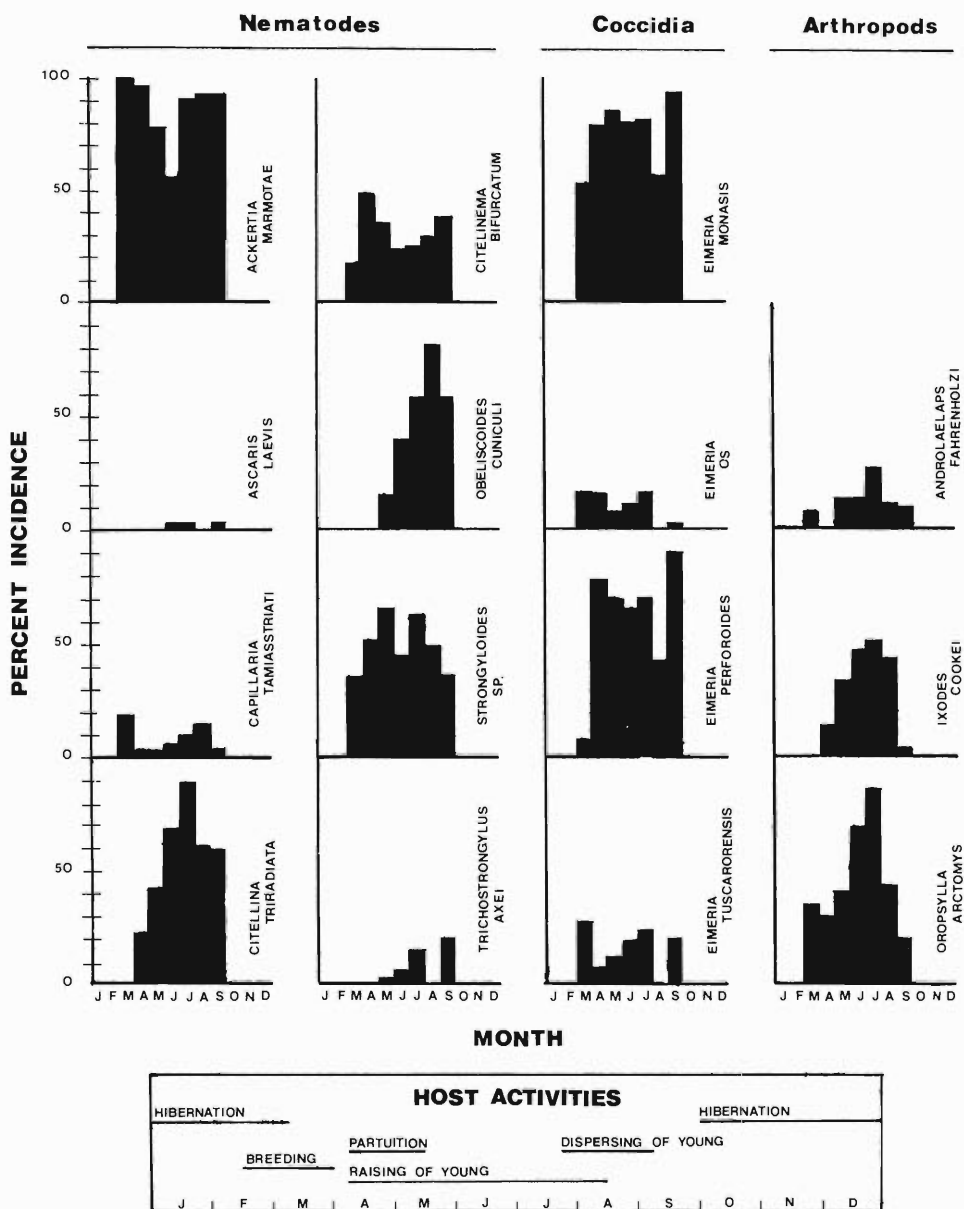 Nematodes
Coccidia
Arthropods
PERCENT INCIDENCE
100
50
0
ACKERTIA
MARMOTAE
CITELINEMA
BIFURCATUM
EIMERIA
MONASIS
50
0
ASCARIS
LAEVIS
OBELISCOIDES
CUNICULI
EIMERIA
OS
ANDROLAELAPS
FAHRENHOLZI
50
0
CAPILLARIA
TAMIASSTRIATI
STRONGYLOIDES
SP.
EIMERIA
PERFOROIDES
IXODES
COOKEI
50
0
CITELLINA
TRIRADIATA
TRICHOSTRONGYLUS
AXEI
EIMERIA
TUSCARORENSIS
OROPSYLLA
ARCTOMYS
J F M A M J J A S O N D
J F M A M J J A S O N D
J F M A M J J A S O N D
J F M A M J J A S O N D
MONTH
HOST ACTIVITIES
HIBERNATION
HIBERNATION
PARTUITION
DISPERSING OF YOUNG
BREEDING
RAISING OF YOUNG
J F M A M J J A S O N D